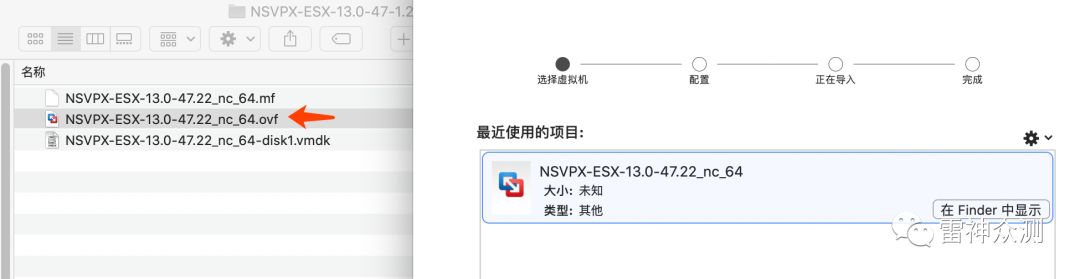 NSVPX-ESX-13.0-47-1.2
名称
NSVPX-ESX-13.0-47.22_nc_64.mf
NSVPX-ESX-13.0-47.22_nc_64.ovf
NSVPX-ESX-13.0-47.22_nc_64-disk1.vmdk
选择虚拟机
配置
正在导入
完成
最近使用的项目:
NSVPX-ESX-13.0-47.22_nc_64
大小: 未知
类型: 其他
在 Finder 中显示
雷神众测